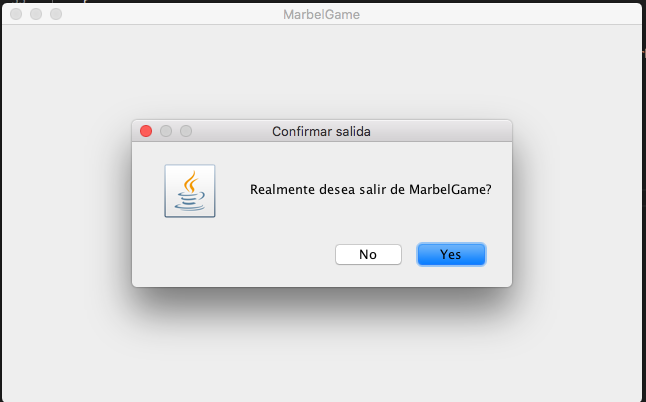 MarbelGame
Confirmar salida
Realmente desea salir de MarbelGame?
No
Yes